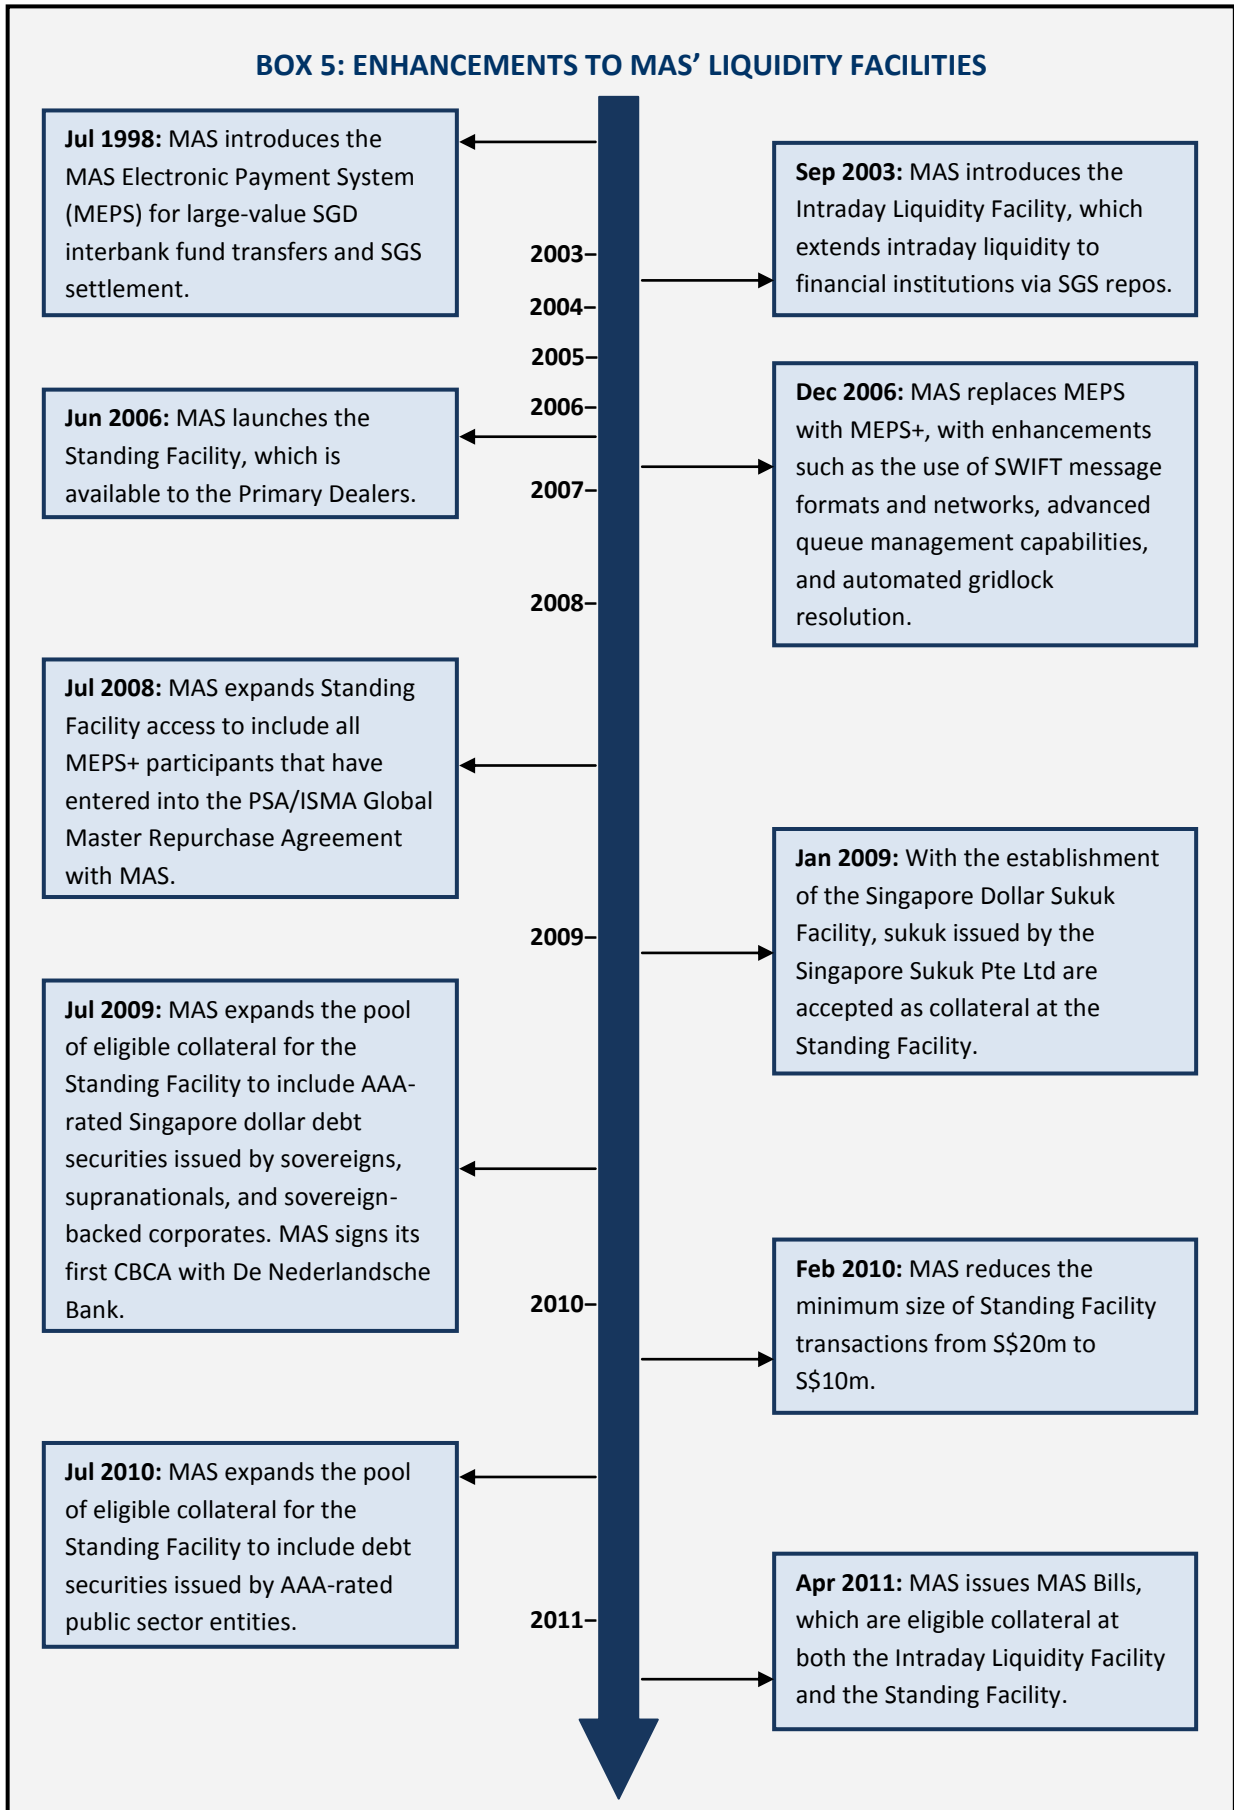 BOX 5: ENHANCEMENTS TO MAS’ LIQUIDITY FACILITIES
Jul 1998: MAS introduces the
MAS Electronic Payment System
(MEPS) for large-value SGD
interbank fund transfers and SGS
settlement.
Sep 2003: MAS introduces the
Intraday Liquidity Facility, which
extends intraday liquidity to
financial institutions via SGS repos.
2003
2004
2005
2006
Jun 2006: MAS launches the
Standing Facility, which is
available to the Primary Dealers.
Dec 2006: MAS replaces MEPS
with MEPS+, with enhancements
such as the use of SWIFT message
formats and networks, advanced
queue management capabilities,
and automated gridlock
resolution.
2007
2008
Jul 2008: MAS expands Standing
Facility access to include all
MEPS+ participants that have
entered into the PSA/ISMA Global
Master Repurchase Agreement
with MAS.
2009
Jan 2009: With the establishment
of the Singapore Dollar Sukuk
Facility, sukuk issued by the
Singapore Sukuk Pte Ltd are
accepted as collateral at the
Standing Facility.
Jul 2009: MAS expands the pool
of eligible collateral for the
Standing Facility to include AAA-
rated Singapore dollar debt
securities issued by sovereigns,
supranationals, and sovereign-
backed corporates. MAS signs its
first CBCA with De Nederlandsche
Bank.
2010
Feb 2010: MAS reduces the
minimum size of Standing Facility
transactions from S$20m to
S$10m.
Jul 2010: MAS expands the pool
of eligible collateral for the
Standing Facility to include debt
securities issued by AAA-rated
public sector entities.
2011
Apr 2011: MAS issues MAS Bills,
which are eligible collateral at
both the Intraday Liquidity Facility
and the Standing Facility.